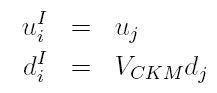 $u_i^I = u_j$
$d_i^I = V_{CKM} d_j$